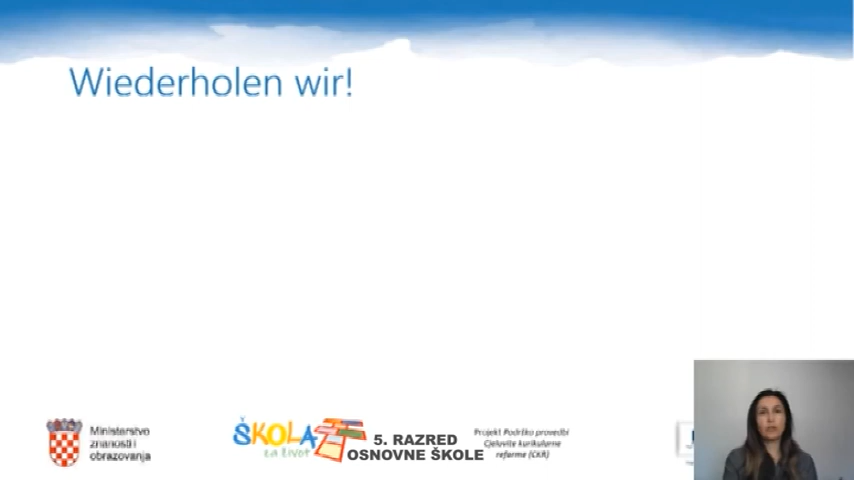 Wiederholen wir!
Ministarstvo
znanosti i
obrazovanja
ŠKOLA
za život
5. RAZRED
OSNOVNE ŠKOLE
Projekt Podrška provedbi
Cjelovite kurikularne
reforme (CKR)